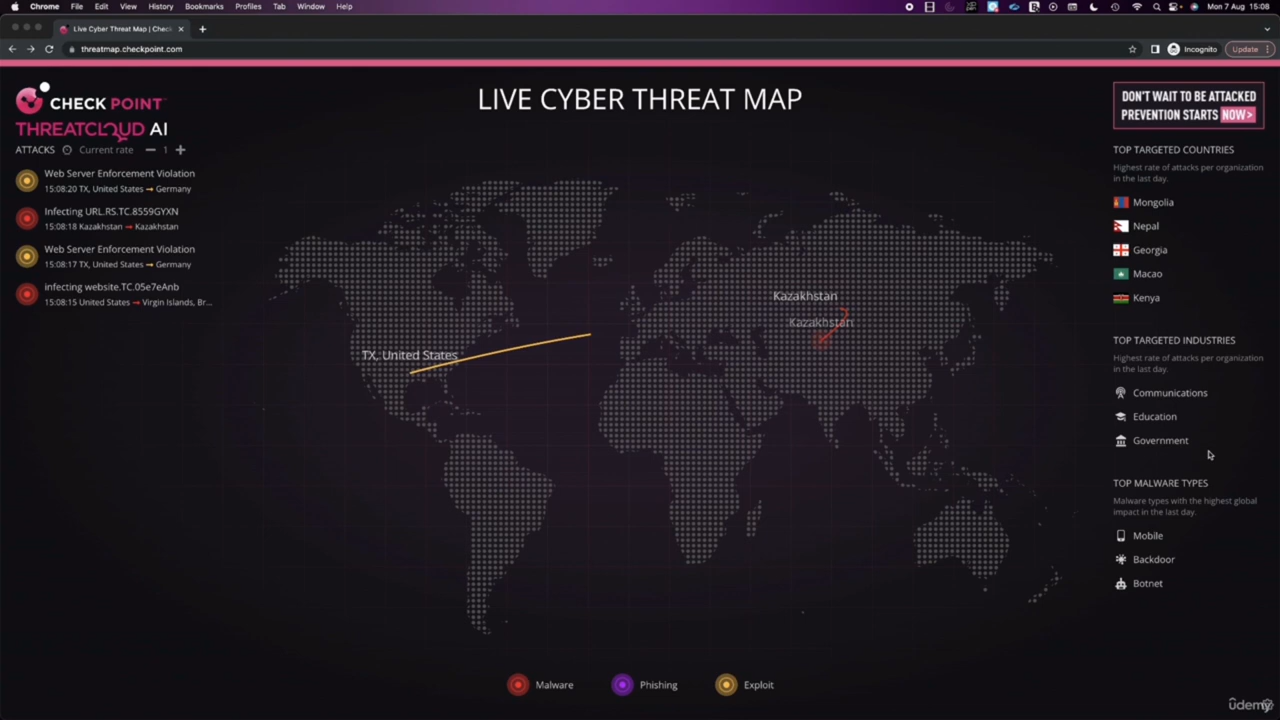 Chrome File Edit View History Bookmarks Profiles Tab Window Help
Mon 7 Aug 15:08
Live Cyber Threat Map | Chec
threatmap.checkpoint.com
Incognito
Update
CHECK POINT
THREATCLOUD AI
ATTACKS Current rate — 1 +
Web Server Enforcement Violation
15:08:20 TX, United States → Germany
Infecting URL.RS.TC.8559GYXN
15:08:18 Kazakhstan → Kazakhstan
Web Server Enforcement Violation
15:08:17 TX, United States → Germany
infecting website.TC.05e7eAnb
15:08:15 United States → Virgin Islands, Br...
LIVE CYBER THREAT MAP
Kazakhstan
Kazakhstan
TX, United States
Malware
Phishing
Exploit
DON'T WAIT TO BE ATTACKED
PREVENTION STARTS NOW>
TOP TARGETED COUNTRIES
Highest rate of attacks per organization
in the last day.
Mongolia
Nepal
Georgia
Macao
Kenya
TOP TARGETED INDUSTRIES
Highest rate of attacks per organization
in the last day.
Communications
Education
Government
TOP MALWARE TYPES
Malware types with the highest global
impact in the last day.
Mobile
Backdoor
Botnet
udemy